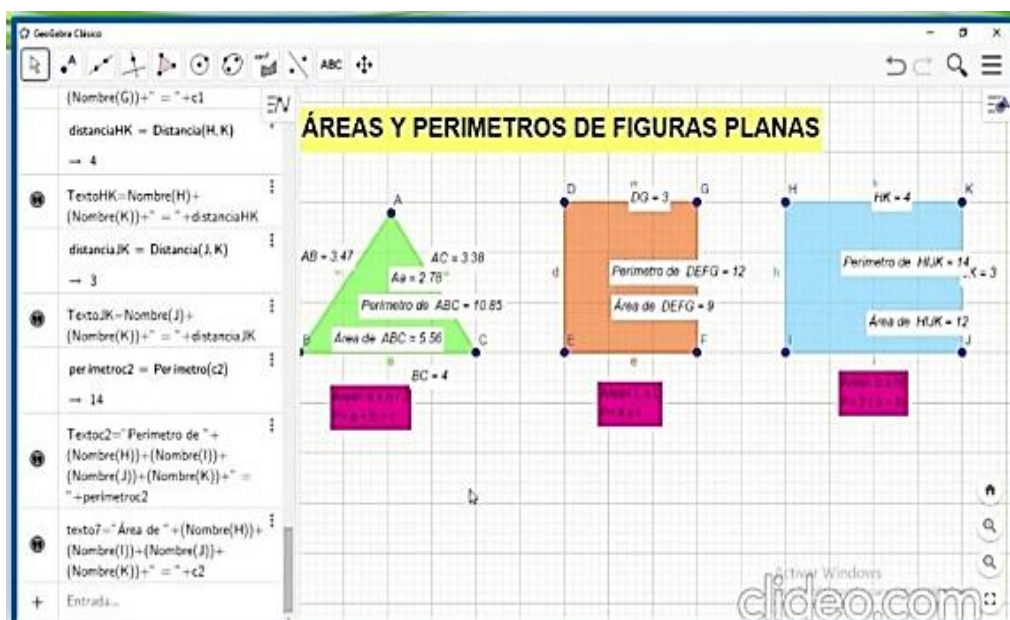 GeoGebra Clásico
ABC
(Nombre(G))+" = "+c1
distanciaHK = Distancia(H, K)
→ 4
TextoHK=Nombre(H)+
(Nombre(K))+" = "+distanciaHK
distanciaJK = Distancia(J, K)
→ 3
TextoJK=Nombre(J)+
(Nombre(K))+" = "+distanciaJK
perimetroc2 = Perimetro(c2)
→ 14
Textoc2="Perimetro de "+
(Nombre(H))+(Nombre(I))+
(Nombre(J))+(Nombre(K))+" =
"+perimetroc2
texto7="Área de "+(Nombre(H))+
(Nombre(I))+(Nombre(J))+
(Nombre(K))+" = "+c2
Entrada...
ÁREAS Y PERIMETROS DE FIGURAS PLANAS
A
AB = 3.47
AC = 3.38
Aa = 2.78
Perímetro de ABC = 10.85
Área de ABC = 5.56
B
C
a
BC = 4
D
DG = 3
G
d
Perímetro de DEFG = 12
Área de DEFG = 9
E
F
e
H
HK = 4
K
h
Perímetro de HIJK = 14
K = 3
Área de HIJK = 12
I
J
i
Activar Windows
clideo.com